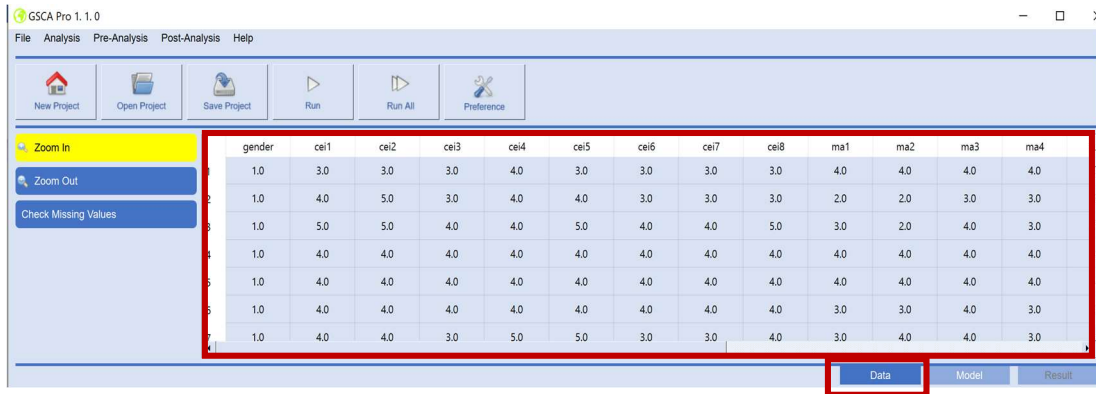 GSCA Pro 1. 1. 0
File Analysis Pre-Analysis Post-Analysis Help
New Project Open Project Save Project Run Run All Preference
Zoom In
Zoom Out
Check Missing Values
gender cei1 cei2 cei3 cei4 cei5 cei6 cei7 cei8 ma1 ma2 ma3 ma4
1.0 3.0 3.0 3.0 4.0 3.0 3.0 3.0 3.0 4.0 4.0 4.0 4.0
2 1.0 4.0 5.0 3.0 4.0 4.0 3.0 3.0 3.0 2.0 2.0 3.0 3.0
3 1.0 5.0 5.0 4.0 4.0 5.0 4.0 4.0 5.0 3.0 2.0 4.0 3.0
4 1.0 4.0 4.0 4.0 4.0 4.0 4.0 4.0 4.0 4.0 4.0 4.0 4.0
5 1.0 4.0 4.0 4.0 4.0 4.0 4.0 4.0 4.0 4.0 4.0 4.0 4.0
6 1.0 4.0 4.0 4.0 4.0 4.0 4.0 4.0 4.0 3.0 3.0 4.0 3.0
7 1.0 4.0 4.0 3.0 5.0 5.0 3.0 3.0 4.0 3.0 4.0 4.0 3.0
Data Model Result